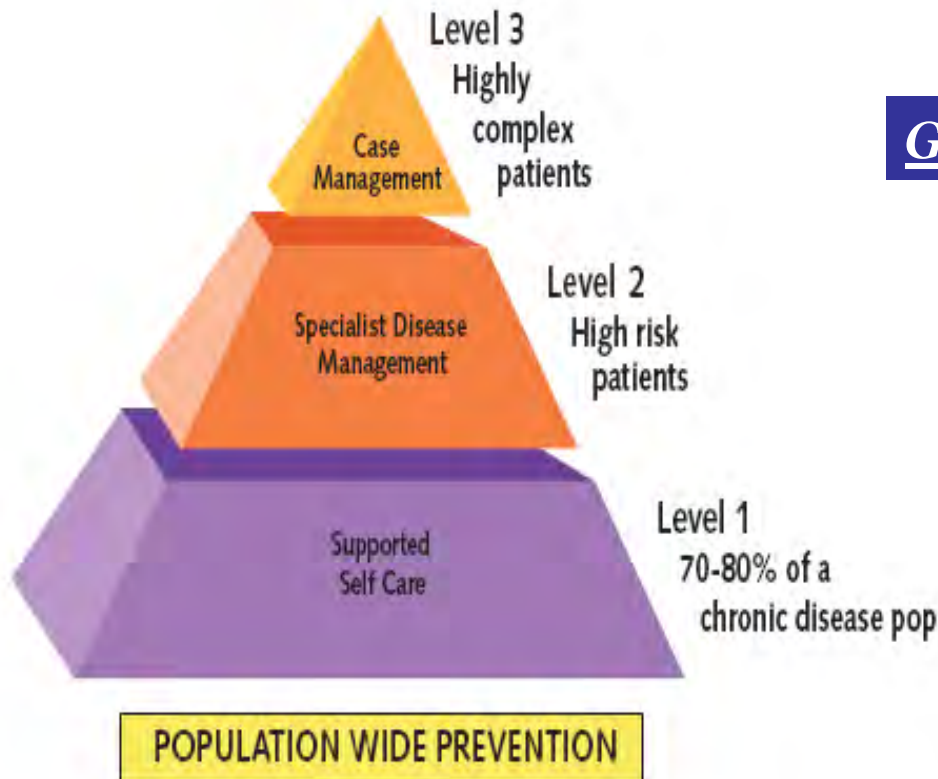 Level 3
Highly
complex
patients
Case
Management
G
Level 2
High risk
patients
Specialist Disease
Management
Level 1
70-80% of a
chronic disease pop
Supported
Self Care
POPULATION WIDE PREVENTION